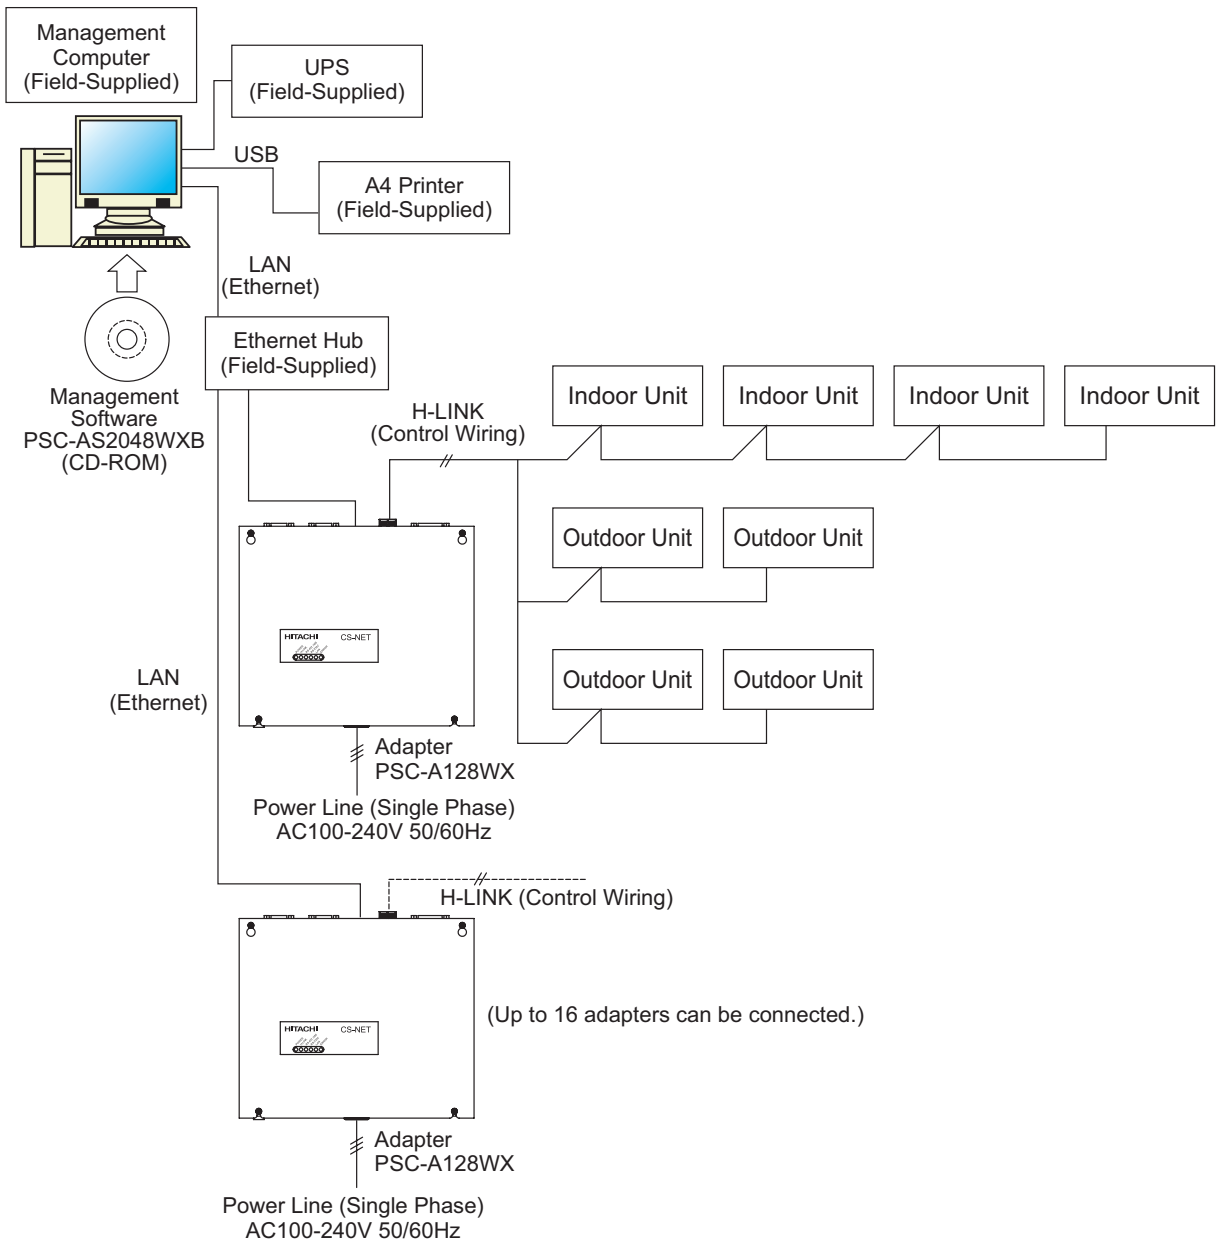 Management
Computer
(Field-Supplied)
UPS
(Field-Supplied)
USB
A4 Printer
(Field-Supplied)
LAN
(Ethernet)
Ethernet Hub
(Field-Supplied)
Management
Software
PSC-AS2048WXB
(CD-ROM)
H-LINK
(Control Wiring)
Indoor Unit
Indoor Unit
Indoor Unit
Indoor Unit
Outdoor Unit
Outdoor Unit
HITACHI CS-NET
Outdoor Unit
Outdoor Unit
LAN
(Ethernet)
Adapter
PSC-A128WX
Power Line (Single Phase)
AC100-240V 50/60Hz
H-LINK (Control Wiring)
(Up to 16 adapters can be connected.)
HITACHI CS-NET
Adapter
PSC-A128WX
Power Line (Single Phase)
AC100-240V 50/60Hz